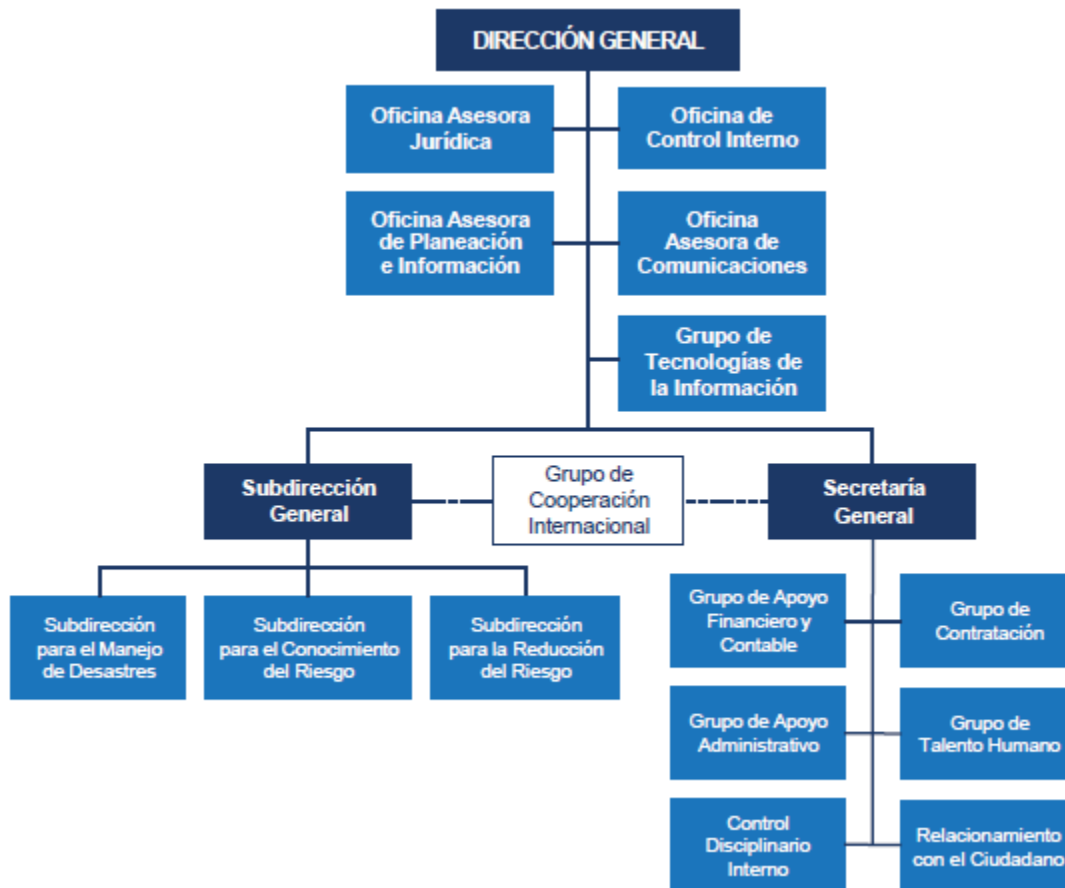 DIRECCIÓN GENERAL
Oficina Asesora
Jurídica
Oficina de
Control Interno
Oficina Asesora
de Planeación
e Información
Oficina
Asesora de
Comunicaciones
Grupo de
Tecnologías de
la Información
Subdirección
General
Grupo de
Cooperación
Internacional
Secretaría
General
Subdirección
para el Manejo
de Desastres
Subdirección
para el Conocimiento
del Riesgo
Subdirección
para la Reducción
del Riesgo
Grupo de Apoyo
Financiero y
Contable
Grupo de
Contratación
Grupo de Apoyo
Administrativo
Grupo de
Talento Humano
Control
Disciplinario
Interno
Relacionamiento
con el Ciudadano